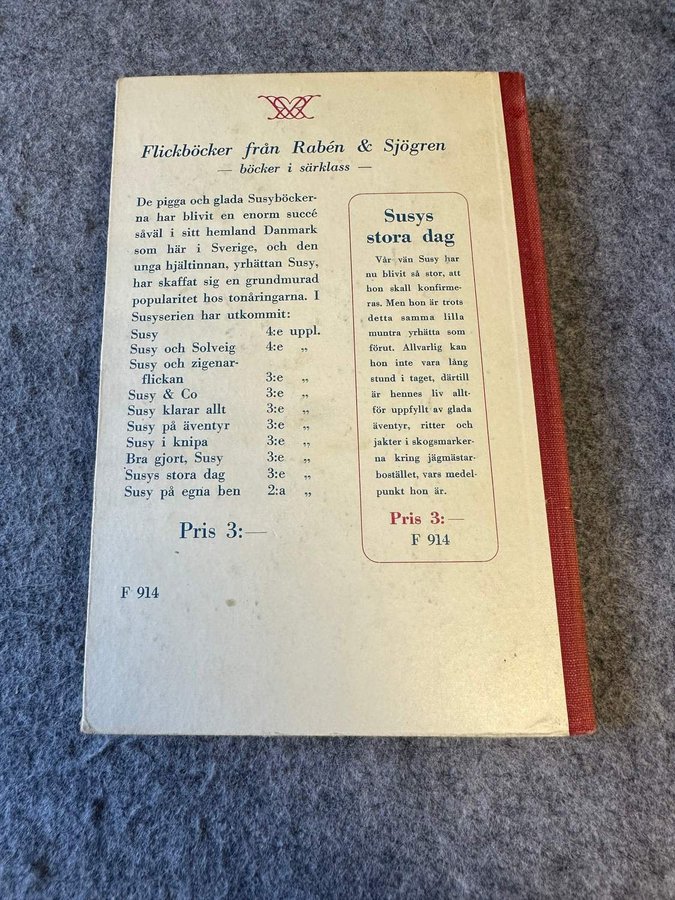 Flickböcker från Rabén & Sjögren
— böcker i särklass —
De pigga och glada Susyböcker-
na har blivit en enorm succé
såväl i sitt hemland Danmark
som här i Sverige, och den
unga hjältinnan, yrhättan Susy,
har skaffat sig en grundmurad
popularitet hos tonåringarna. I
Susyserien har utkommit:
Susy 4:e uppl.
Susy och Solveig 4:e „
Susy och zigenar-
flickan 3:e „
Susy & Co 3:e „
Susy klarar allt 3:e „
Susy på äventyr 3:e „
Susy i knipa 3:e „
Bra gjort, Susy 3:e „
Susys stora dag 3:e „
Susy på egna ben 2:a „
Pris 3:—
F 914
Susys
stora dag
Vår vän Susy har
nu blivit så stor, att
hon skall konfirme-
ras. Men hon är trots
detta samma lilla
muntra yrhätta som
förut. Allvarlig kan
hon inte vara lång
stund i taget, därtill
är hennes liv allt-
för uppfyllt av glada
äventyr, ritter och
jakter i skogsmarker-
na kring jägmästar-
bostället, vars medel-
punkt hon är.
Pris 3:—
F 914